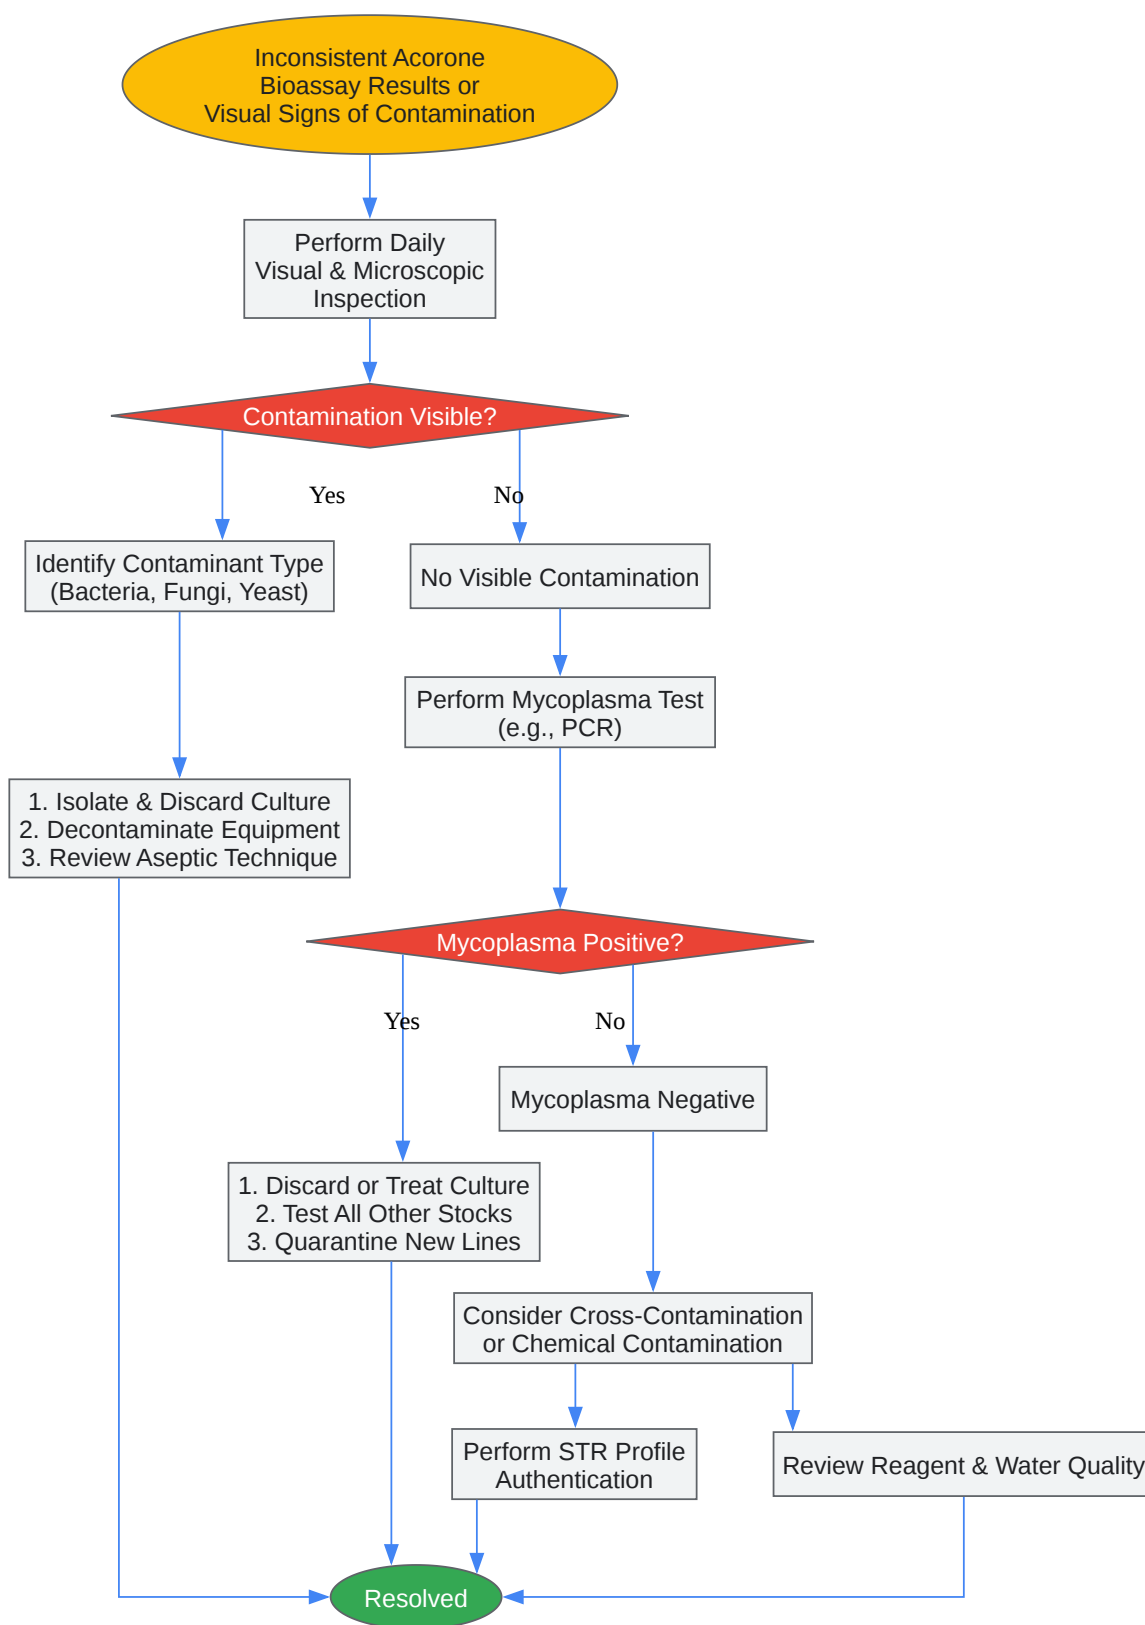 Inconsistent Acorone
Bioassay Results or
Visual Signs of Contamination
Perform Daily
Visual & Microscopic
Inspection
Contamination Visible?
Yes
No
Identify Contaminant Type
(Bacteria, Fungi, Yeast)
No Visible Contamination
Perform Mycoplasma Test
(e.g., PCR)
1. Isolate & Discard Culture
2. Decontaminate Equipment
3. Review Aseptic Technique
Mycoplasma Positive?
Yes
No
Mycoplasma Negative
1. Discard or Treat Culture
2. Test All Other Stocks
3. Quarantine New Lines
Consider Cross-Contamination
or Chemical Contamination
Perform STR Profile
Authentication
Review Reagent & Water Quality
Resolved